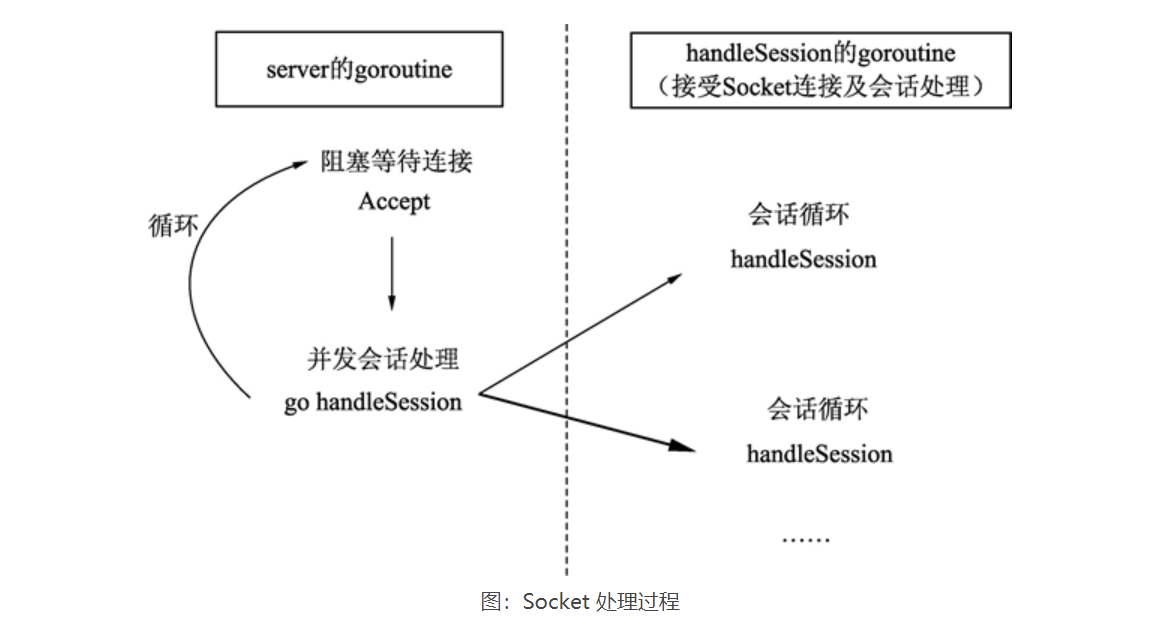 server的goroutine
handleSession的goroutine
（接受Socket连接及会话处理）
阻塞等待连接
Accept
循环
并发会话处理
go handleSession
会话循环
handleSession
会话循环
handleSession
……
图：Socket 处理过程